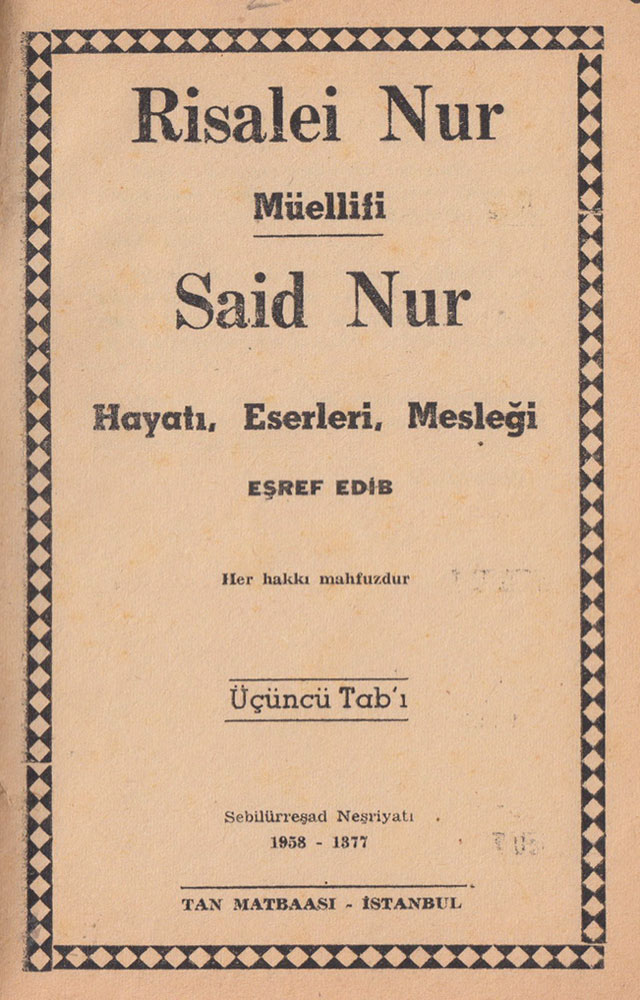 Risalei Nur
Müellifi
Said Nur
Hayatı, Eserleri, Mesleği
EŞREF EDİB
Her hakkı mahfuzdur
Üçüncü Tab'ı
Sebilürreşad Neşriyatı
1958 - 1377
TAN MATBAASI - İSTANBUL